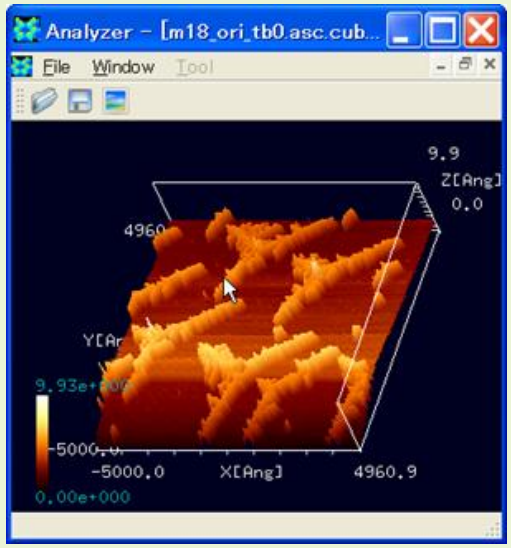 Analyzer - [m18_ori_tb0.asc.cub...
File Window Tool
9.9
Z[Ang]
0.0
4960
Y[Ar
9.93e+000
-5000.0
-5000.0 X[Ang] 4960.9
0.00e+000